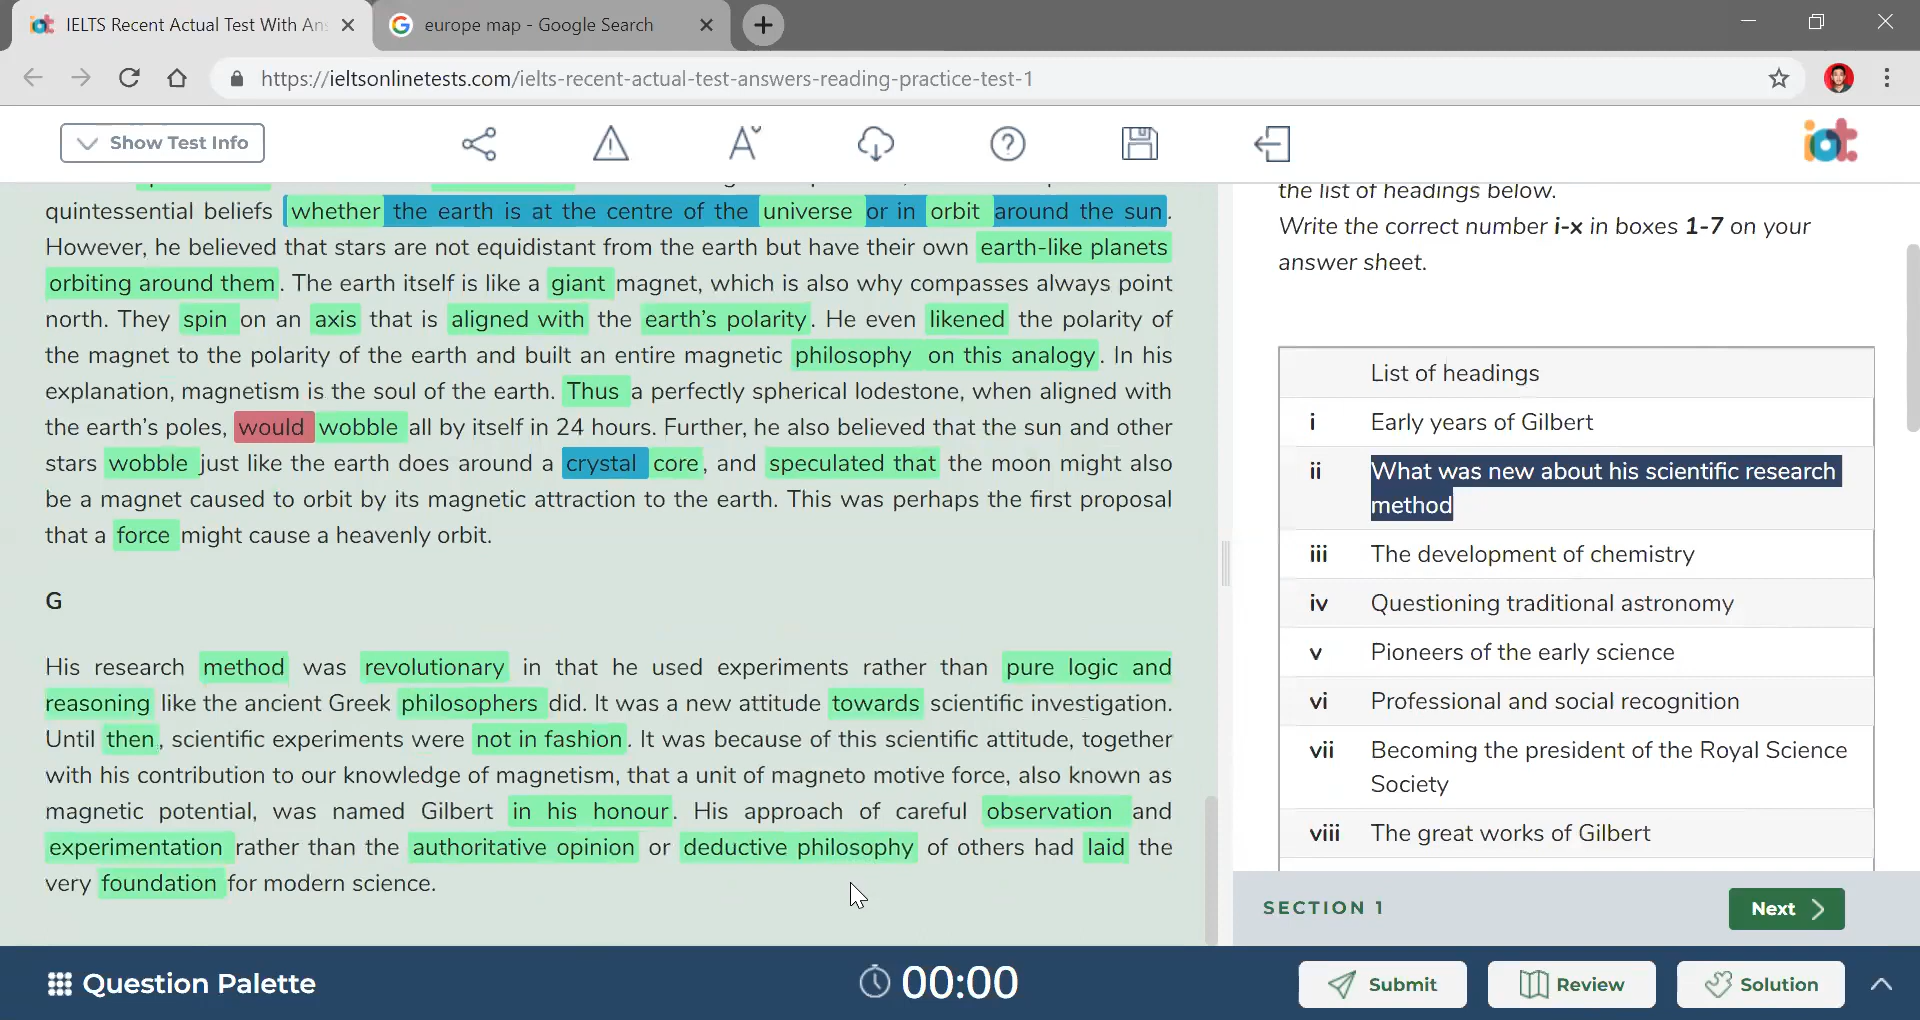 IELTS Recent Actual Test With An
europe map - Google Search
https://ieltsonlinetests.com/ielts-recent-actual-test-answers-reading-practice-test-1
Show Test Info
iot
quintessential beliefs whether the earth is at the centre of the universe or in orbit around the sun.
However, he believed that stars are not equidistant from the earth but have their own earth-like planets
orbiting around them. The earth itself is like a giant magnet, which is also why compasses always point
north. They spin on an axis that is aligned with the earth's polarity. He even likened the polarity of
the magnet to the polarity of the earth and built an entire magnetic philosophy on this analogy. In his
explanation, magnetism is the soul of the earth. Thus a perfectly spherical lodestone, when aligned with
the earth's poles, would wobble all by itself in 24 hours. Further, he also believed that the sun and other
stars wobble just like the earth does around a crystal core, and speculated that the moon might also
be a magnet caused to orbit by its magnetic attraction to the earth. This was perhaps the first proposal
that a force might cause a heavenly orbit.
G
His research method was revolutionary in that he used experiments rather than pure logic and
reasoning like the ancient Greek philosophers did. It was a new attitude towards scientific investigation.
Until then, scientific experiments were not in fashion. It was because of this scientific attitude, together
with his contribution to our knowledge of magnetism, that a unit of magneto motive force, also known as
magnetic potential, was named Gilbert in his honour. His approach of careful observation and
experimentation rather than the authoritative opinion or deductive philosophy of others had laid the
very foundation for modern science.
the list of headings below.
Write the correct number i-x in boxes 1-7 on your
answer sheet.
List of headings
i Early years of Gilbert
ii What was new about his scientific research
method
iii The development of chemistry
iv Questioning traditional astronomy
v Pioneers of the early science
vi Professional and social recognition
vii Becoming the president of the Royal Science
Society
viii The great works of Gilbert
SECTION 1
Next
Question Palette
00:00
Submit
Review
Solution